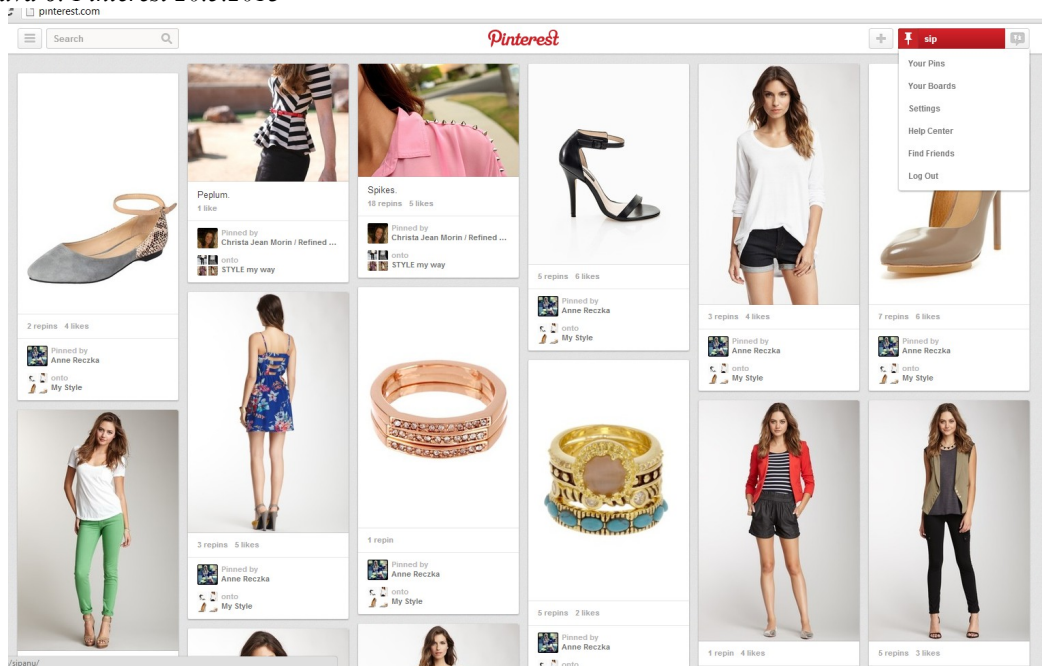 Pinterest 20.5.2013
pinterest.com
Search
Pinterest
sip
Your Pins
Your Boards
Settings
Help Center
Find Friends
Log Out
2 repins 4 likes
Pinned by
Anne Reczka
onto
My Style
Peplum.
1 like
Pinned by
Christa Jean Morin / Refined ...
onto
STYLE my way
3 repins 5 likes
Pinned by
Anne Reczka
onto
My Style
Spikes.
18 repins 5 likes
Pinned by
Christa Jean Morin / Refined ...
onto
STYLE my way
1 repin
Pinned by
Anne Reczka
onto
My Style
5 repins 6 likes
Pinned by
Anne Reczka
onto
My Style
5 repins 2 likes
Pinned by
Anne Reczka
onto
3 repins 4 likes
Pinned by
Anne Reczka
onto
My Style
1 repin 4 likes
7 repins 6 likes
Pinned by
Anne Reczka
onto
My Style
5 repins 3 likes